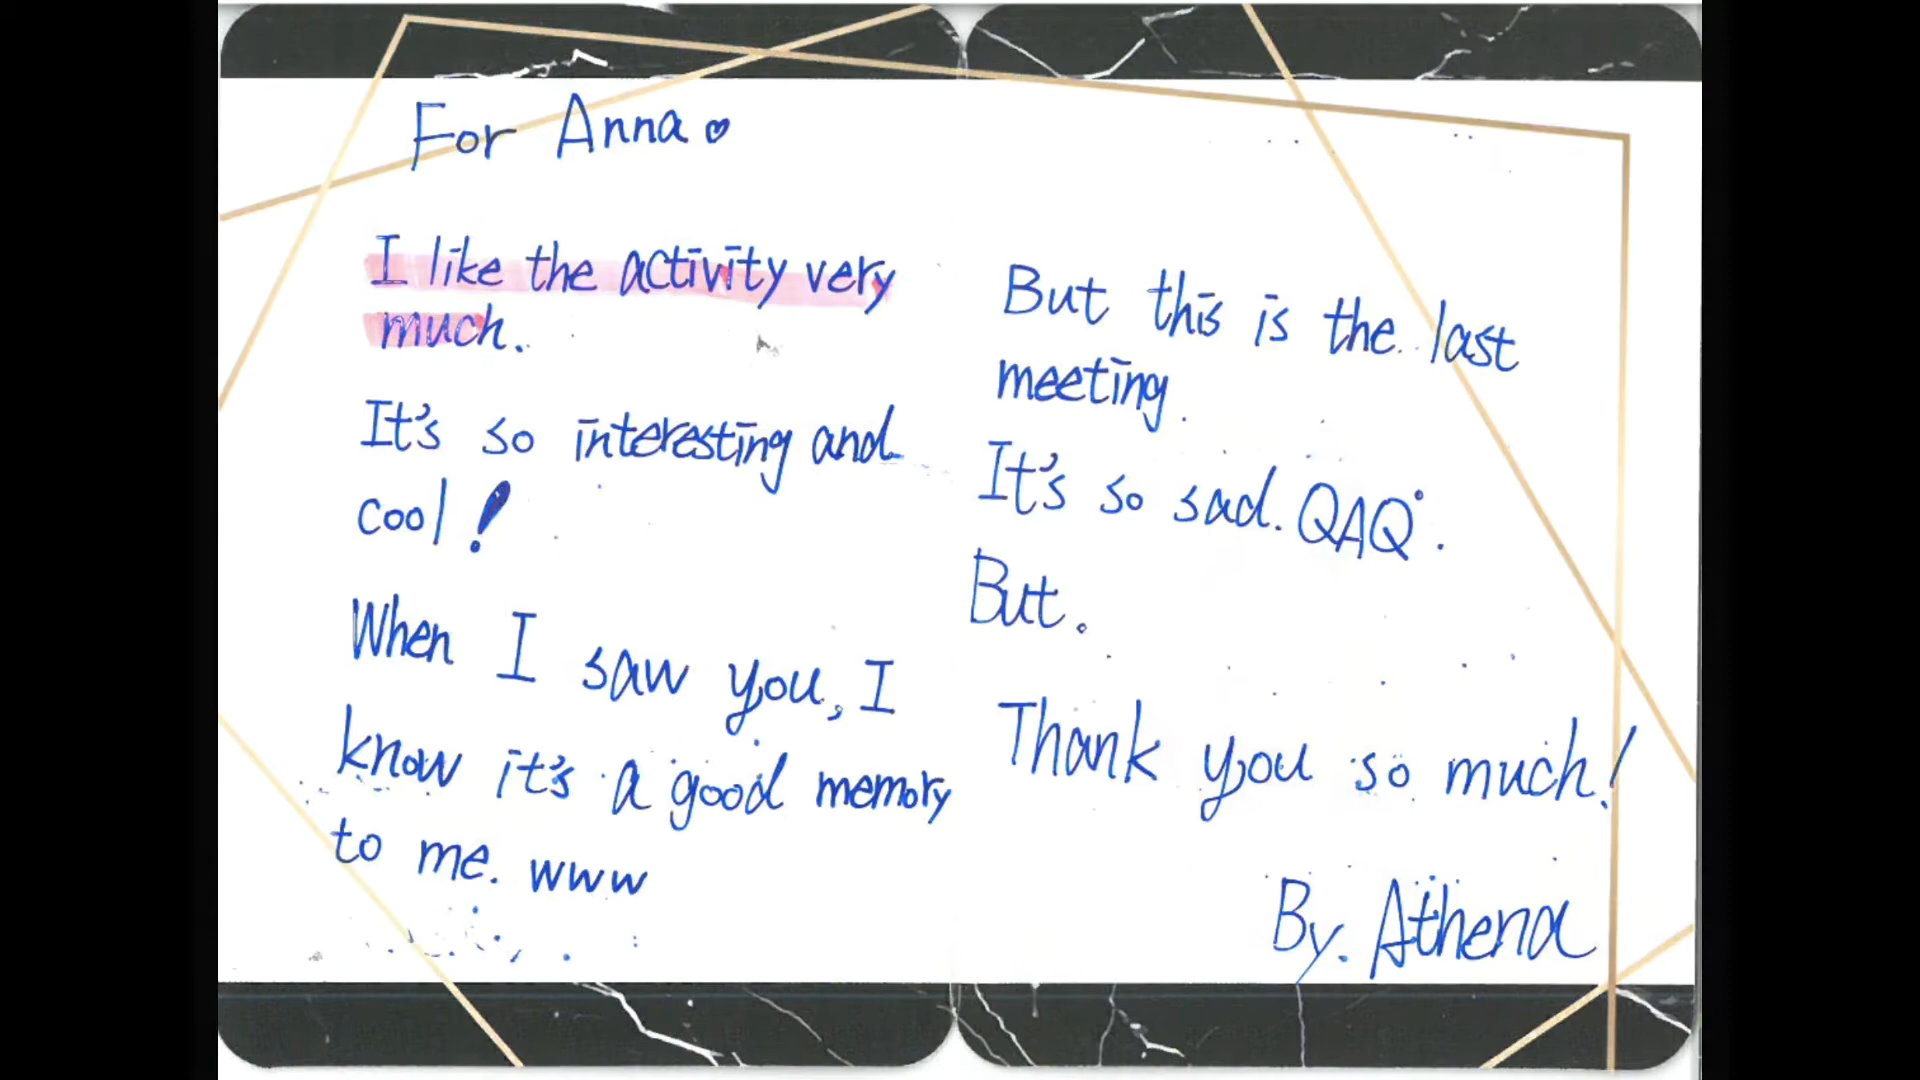 For Anna ♡
I like the activity very
much.
It's so interesting and
cool!
When I saw you, I
know it's a good memory
to me. www
But this is the last
meeting.
It's so sad. QAQ.
But.
Thank you so much!
By. Athena